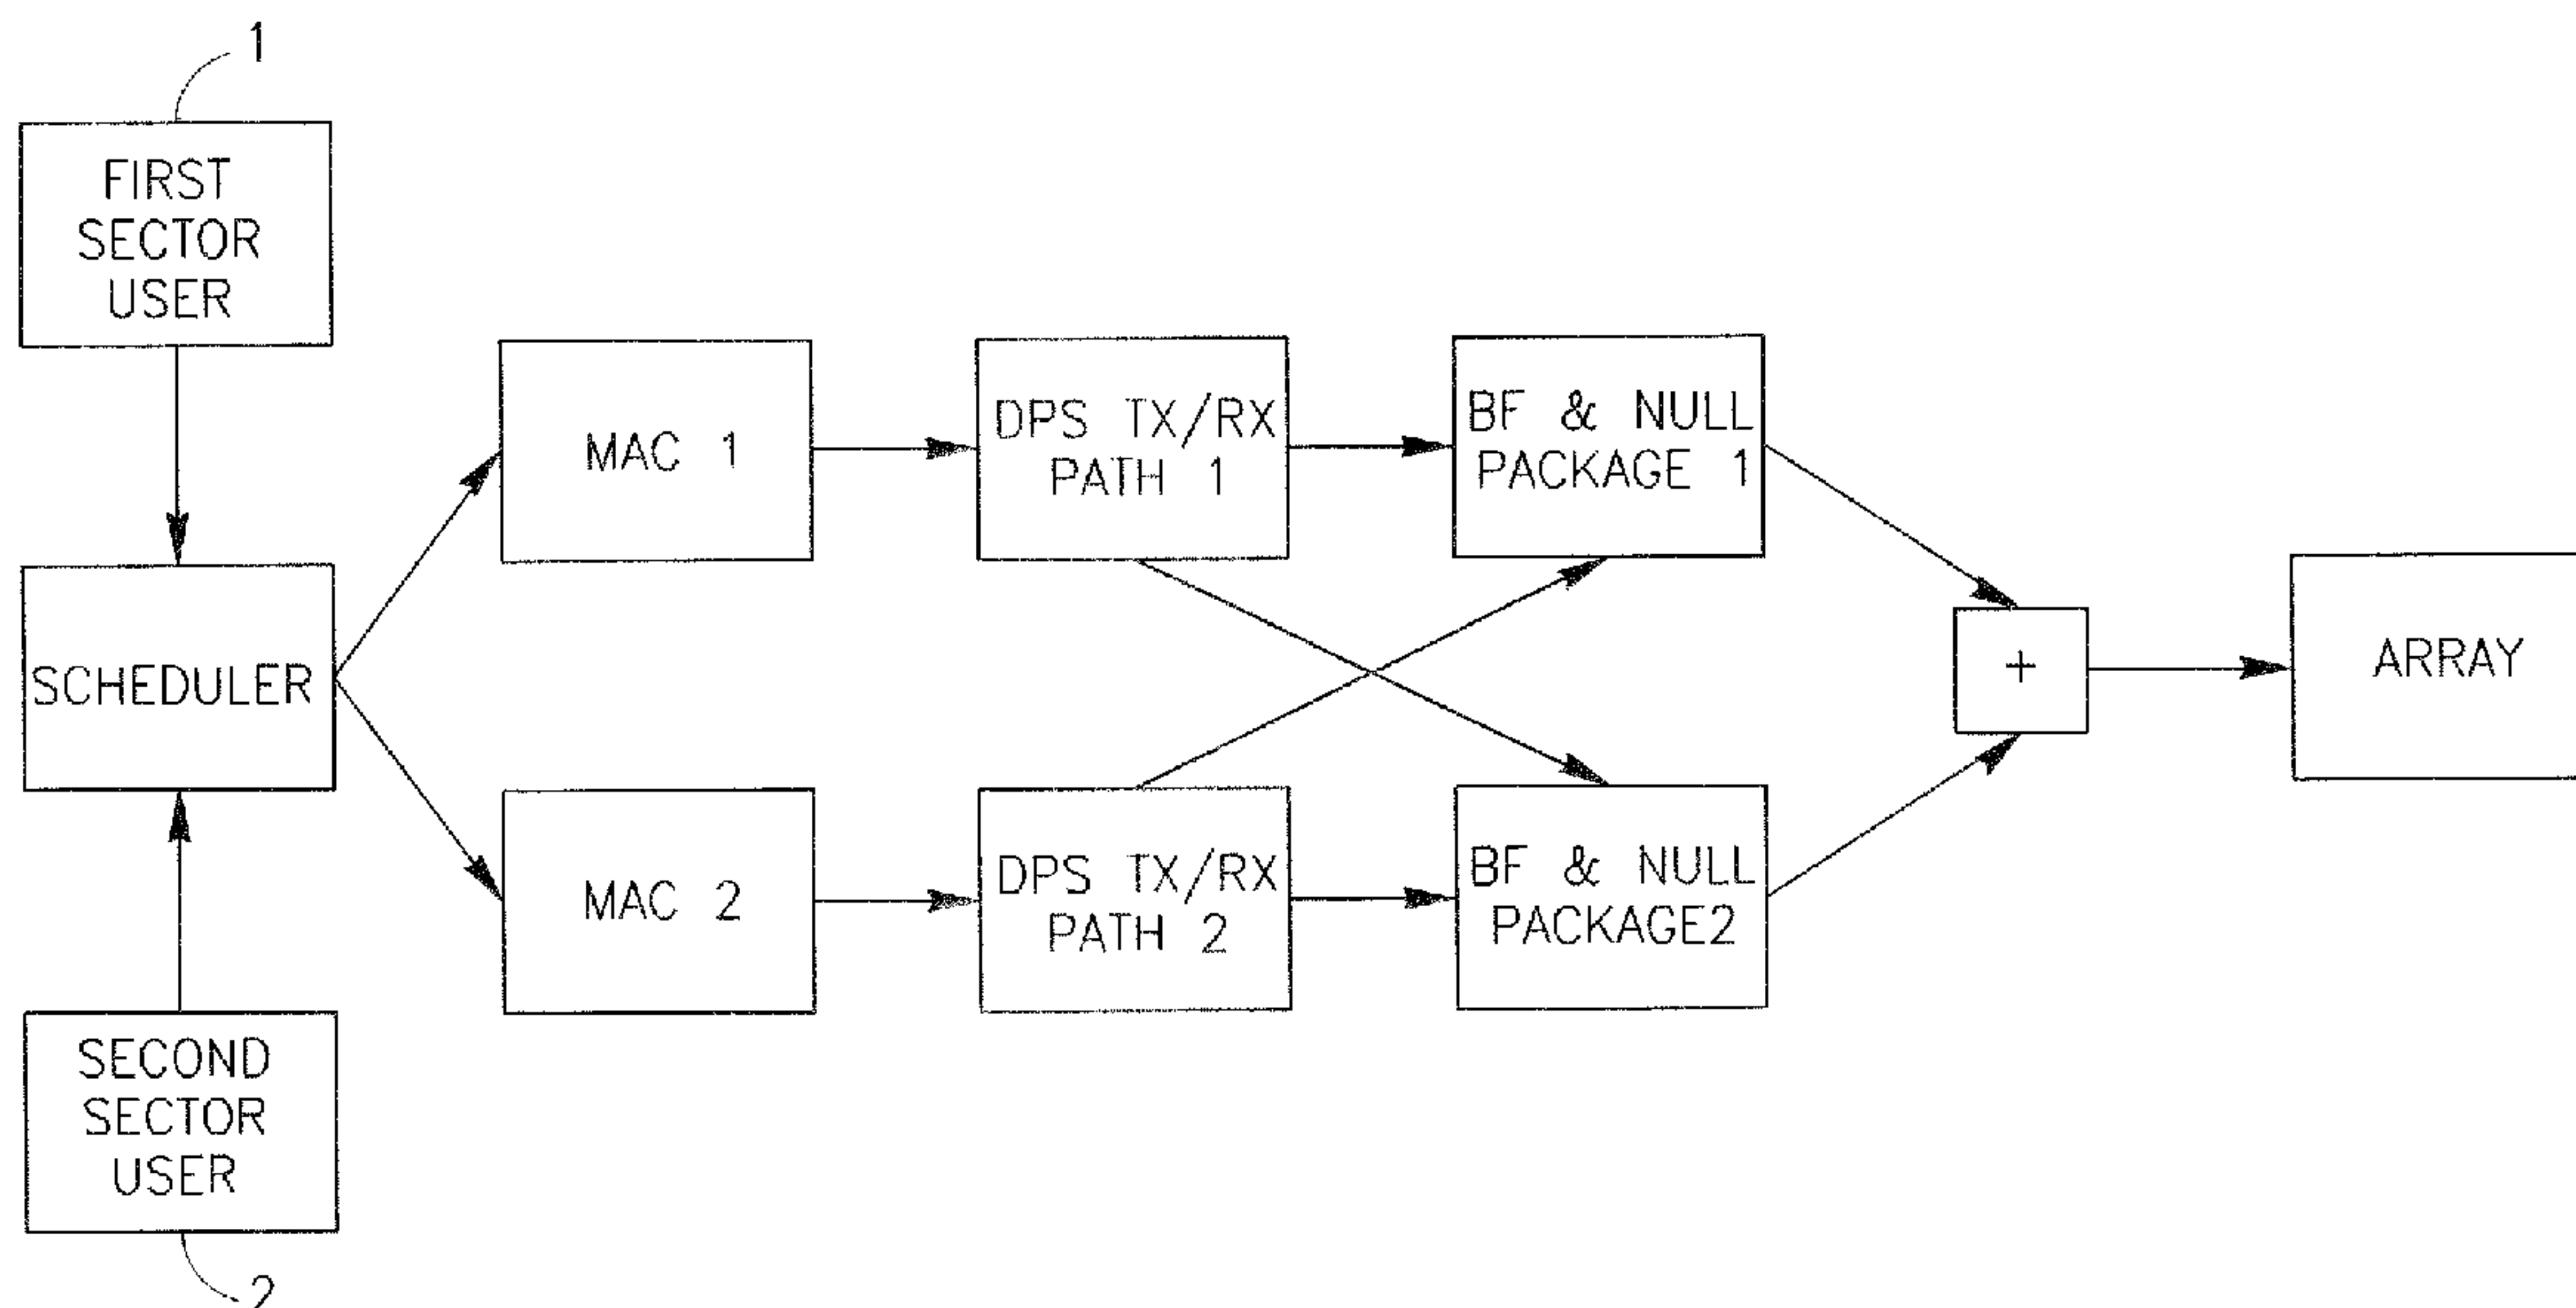 1
FIRST
SECTOR
USER
SCHEDULER
SECOND
SECTOR
USER
2
MAC 1
MAC 2
DPS TX/RX
PATH 1
DPS TX/RX
PATH 2
BF & NULL
PACKAGE 1
BF & NULL
PACKAGE2
+
ARRAY